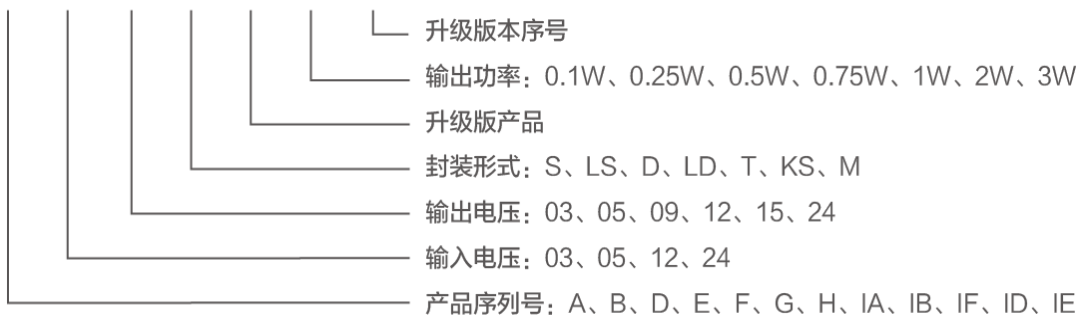 升级版本序号
输出功率：0.1W、0.25W、0.5W、0.75W、1W、2W、3W
升级版产品
封装形式：S、LS、D、LD、T、KS、M
输出电压：03、05、09、12、15、24
输入电压：03、05、12、24
产品序列号：A、B、D、E、F、G、H、IA、IB、IF、ID、IE